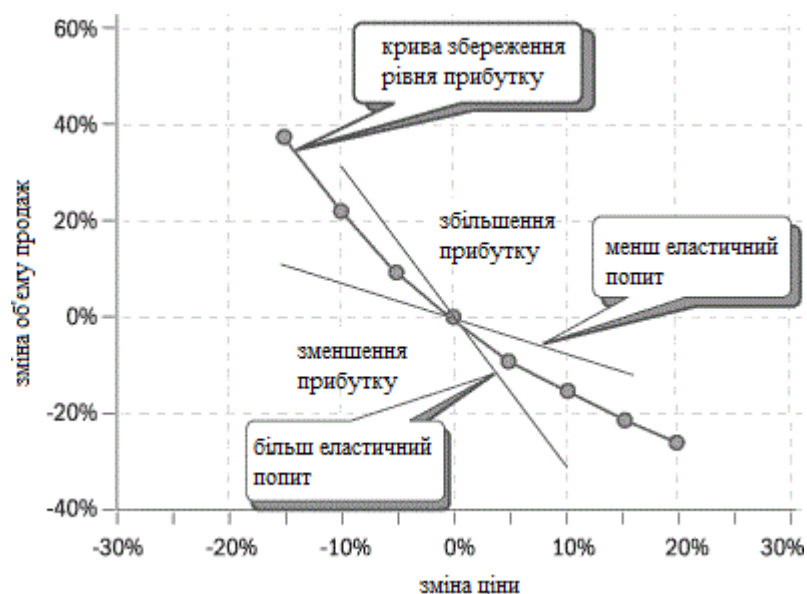 60%
крива збереження
рівня прибутку
40%
20%
збільшення
прибутку
менш еластичний
попит
зміна об'єму продаж
0%
зменшення
прибутку
-20%
більш еластичний
попит
-40%
-30%
-20%
-10%
0%
10%
20%
30%
зміна ціни